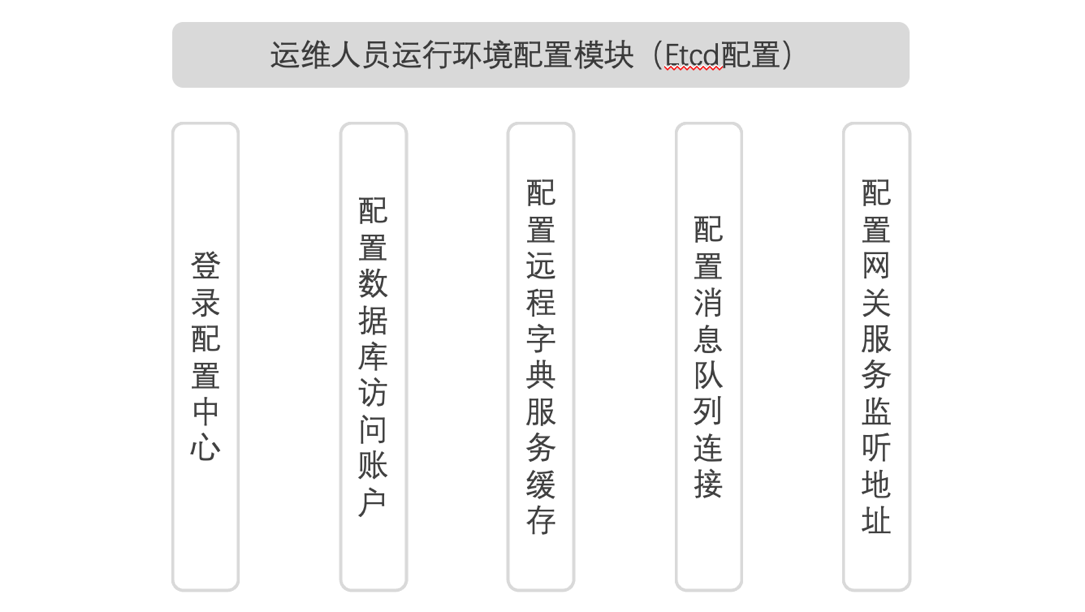 运维人员运行环境配置模块（Etcd配置）
登录配置中心
配置数据库访问账户
配置远程字典服务缓存
配置消息队列连接
配置网关服务监听地址